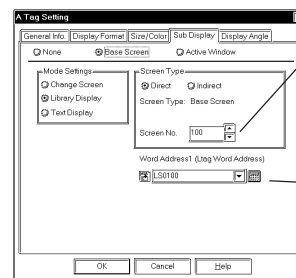 A Tag Setting
General Info. Display Format Size/Color Sub Display Display Angle
None Base Screen Active Window
Mode Settings
Change Screen
Library Display
Text Display
Screen Type
Direct Indirect
Screen Type: Base Screen
Screen No. 100
Word Address1 (Ltag Word Address)
LS0100
OK Cancel Help